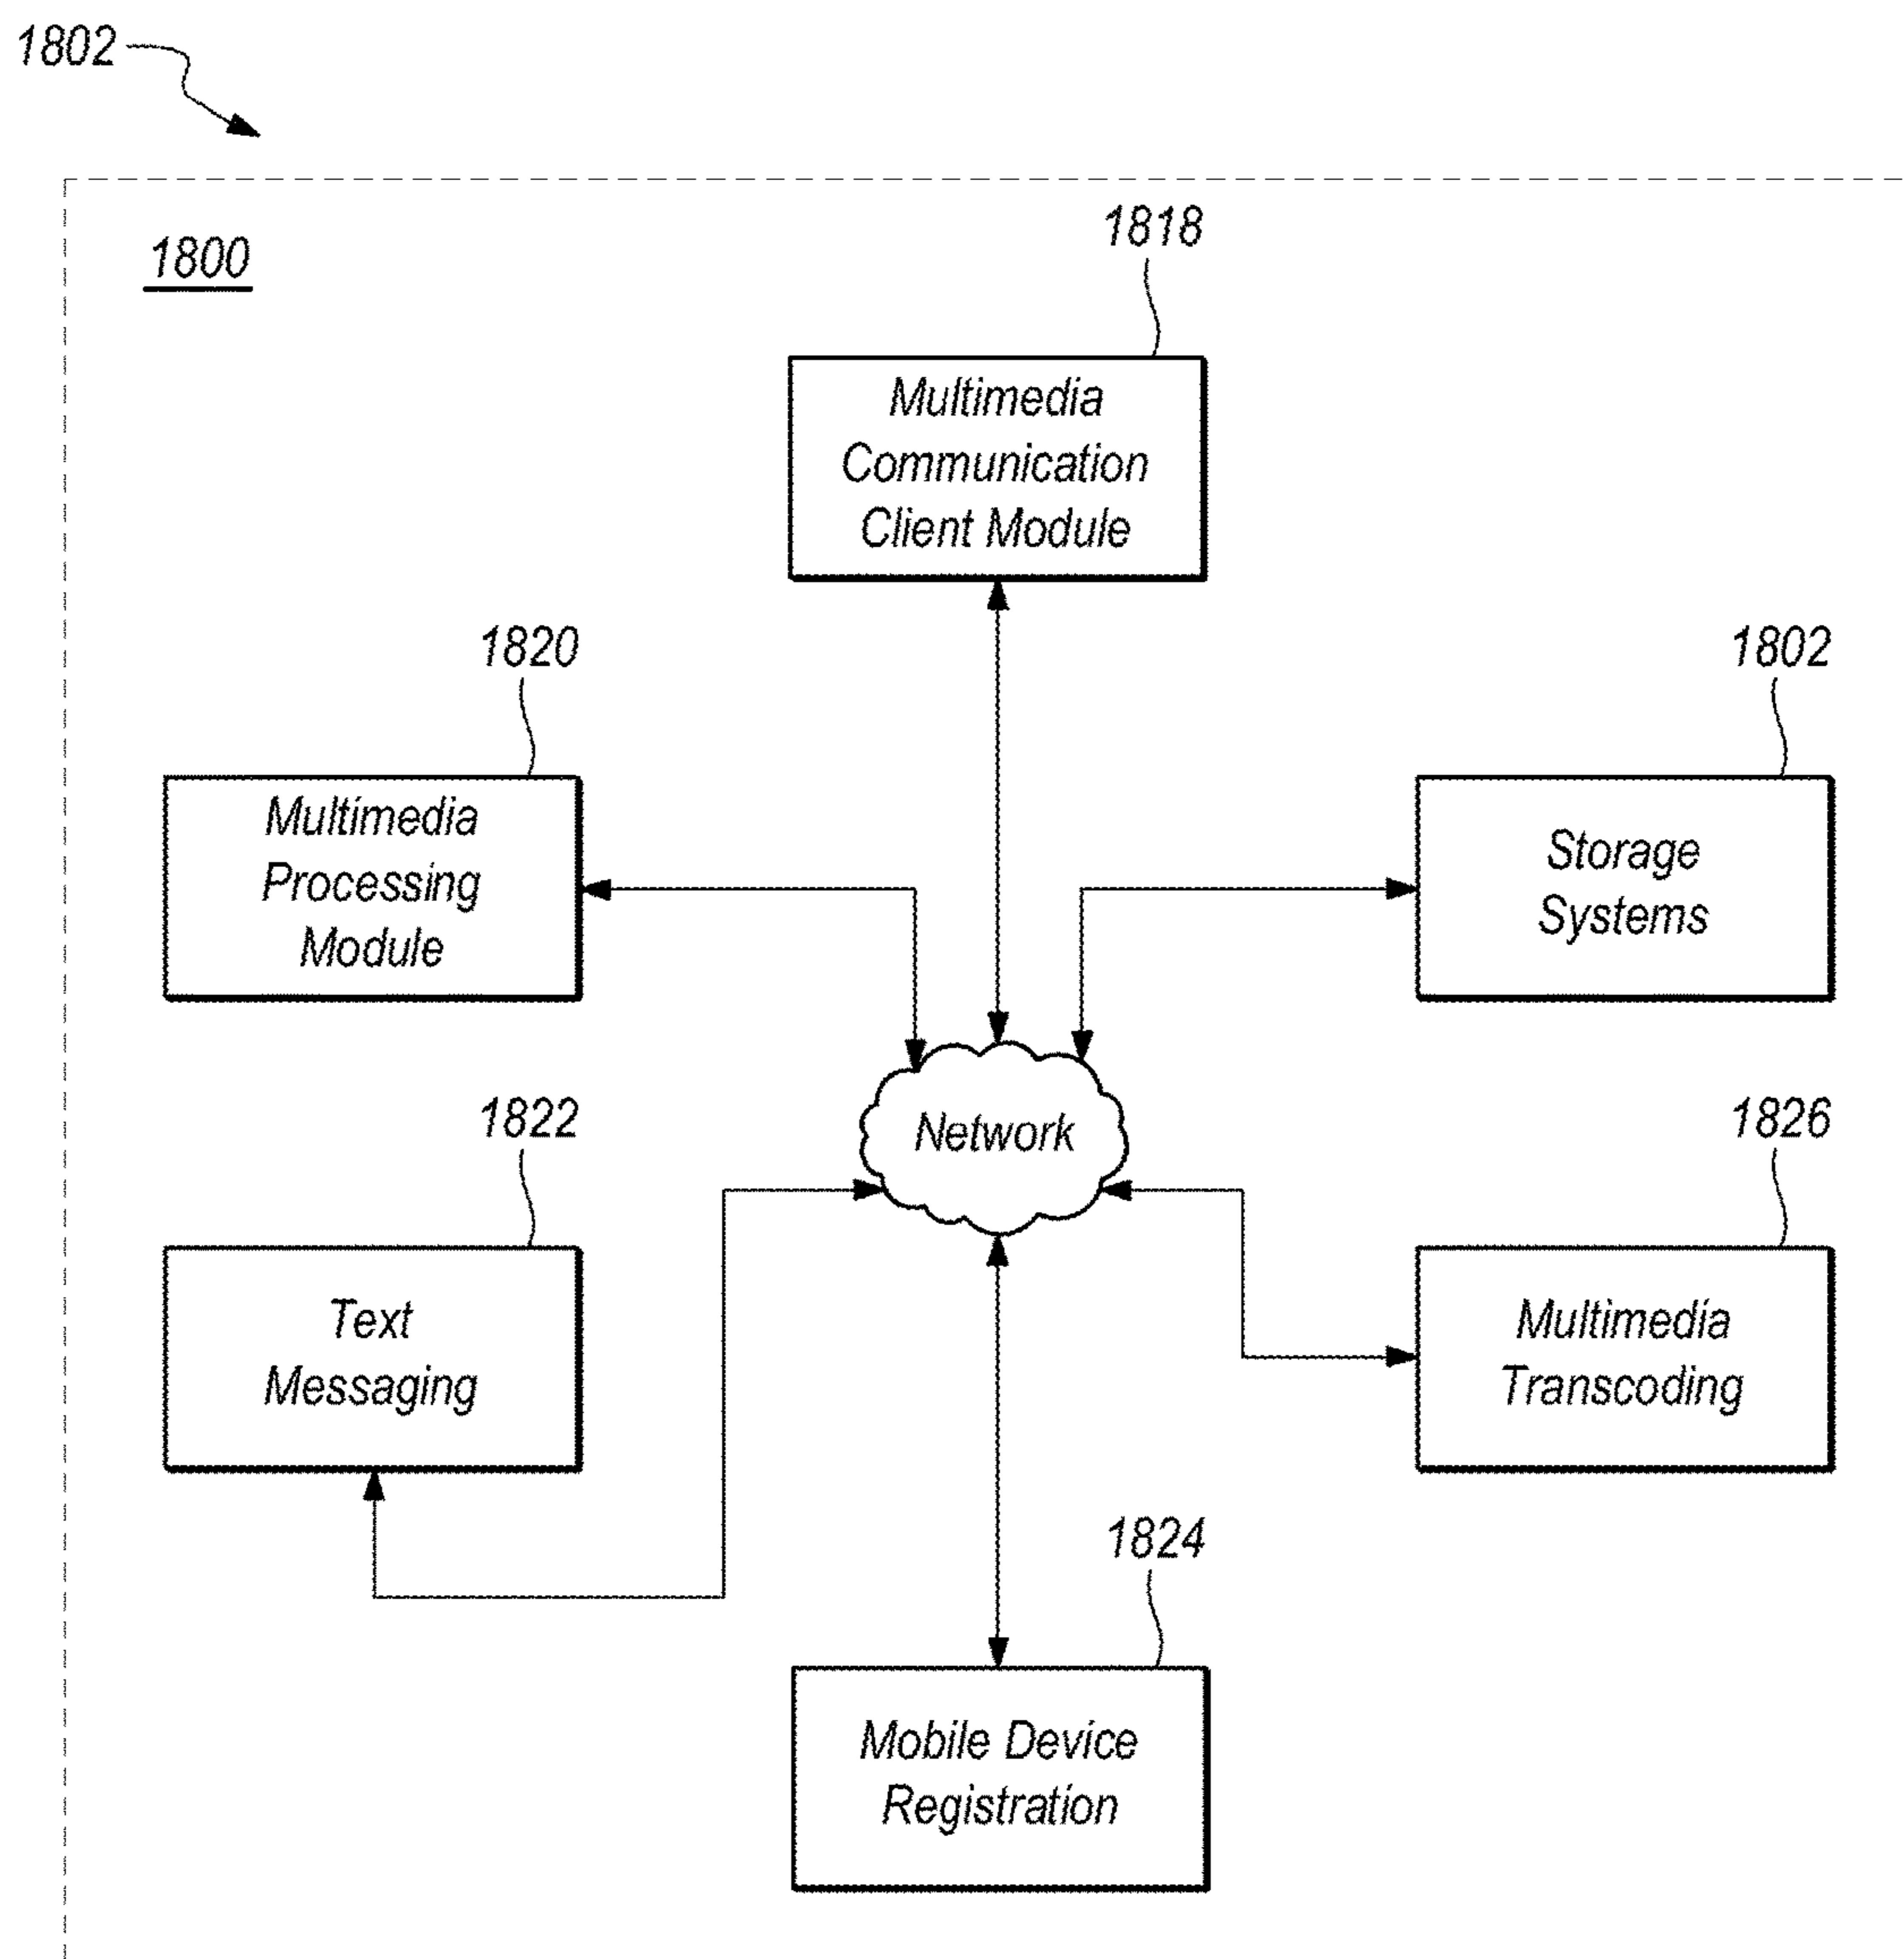 1802
1800
1818
Multimedia
Communication
Client Module
1820
1802
Multimedia
Processing
Module
Storage
Systems
Network
1822
1826
Text
Messaging
Multimedia
Transcoding
1824
Mobile Device
Registration